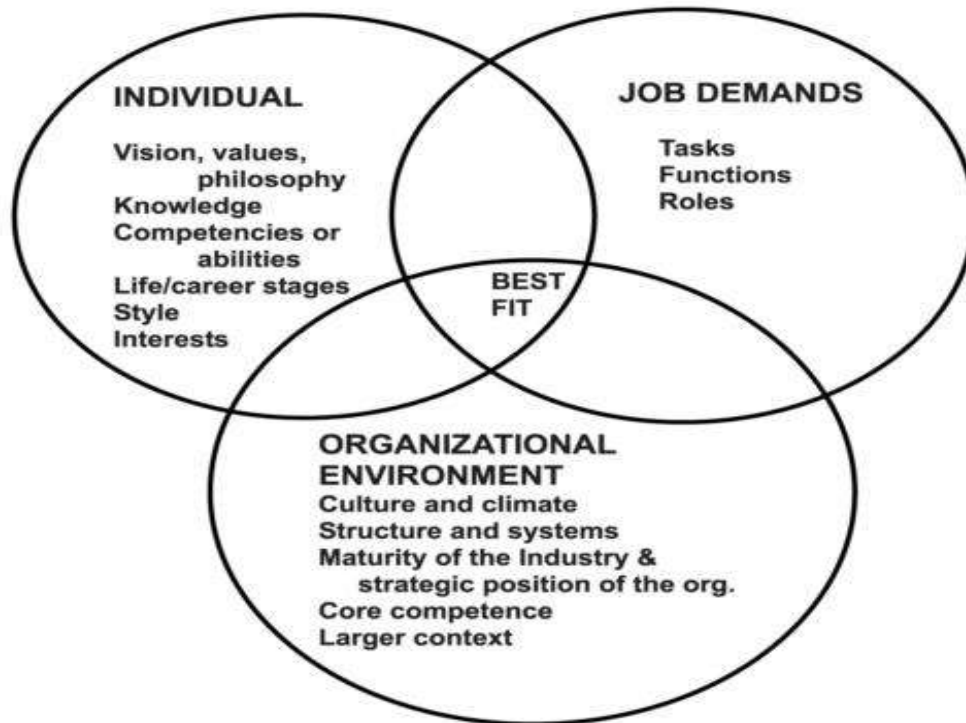 INDIVIDUAL
Vision, values,
philosophy
Knowledge
Competencies or
abilities
Life/career stages
Style
Interests
JOB DEMANDS
Tasks
Functions
Roles
BEST
FIT
ORGANIZATIONAL
ENVIRONMENT
Culture and climate
Structure and systems
Maturity of the Industry &
strategic position of the org.
Core competence
Larger context